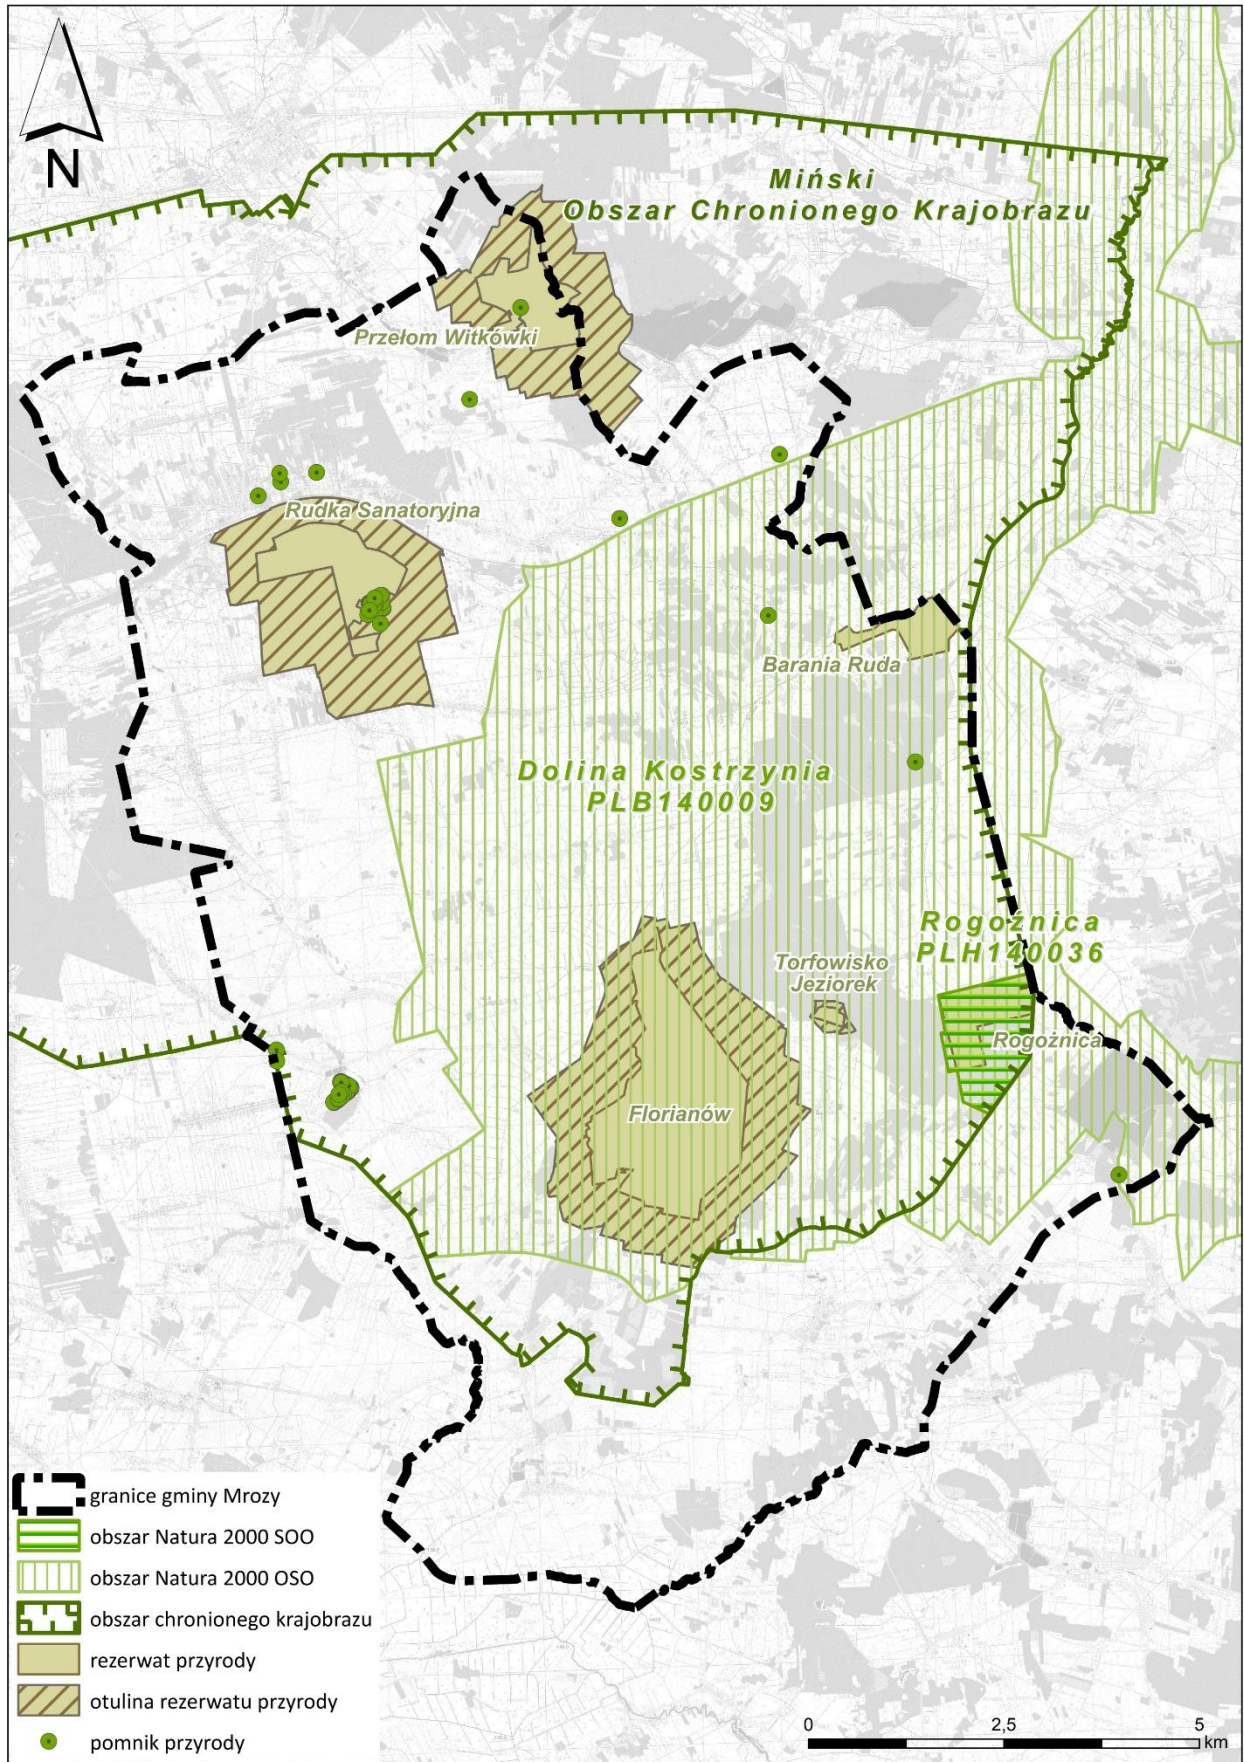 N
Miński
Obszar Chronionego Krajobrazu
Przełom Witkówki
Rudka Sanatoryjna
Barania Ruda
Dolina Kostrzynia
PLB140009
Rogoźnica
PLH140036
Torfowisko
Jeziorek
Rogoźnica
Florianów
granice gminy Mrozy
obszar Natura 2000 SOO
obszar Natura 2000 OSO
obszar chronionego krajobrazu
rezerwat przyrody
otulina rezerwatu przyrody
pomnik przyrody
0 2,5 5
km